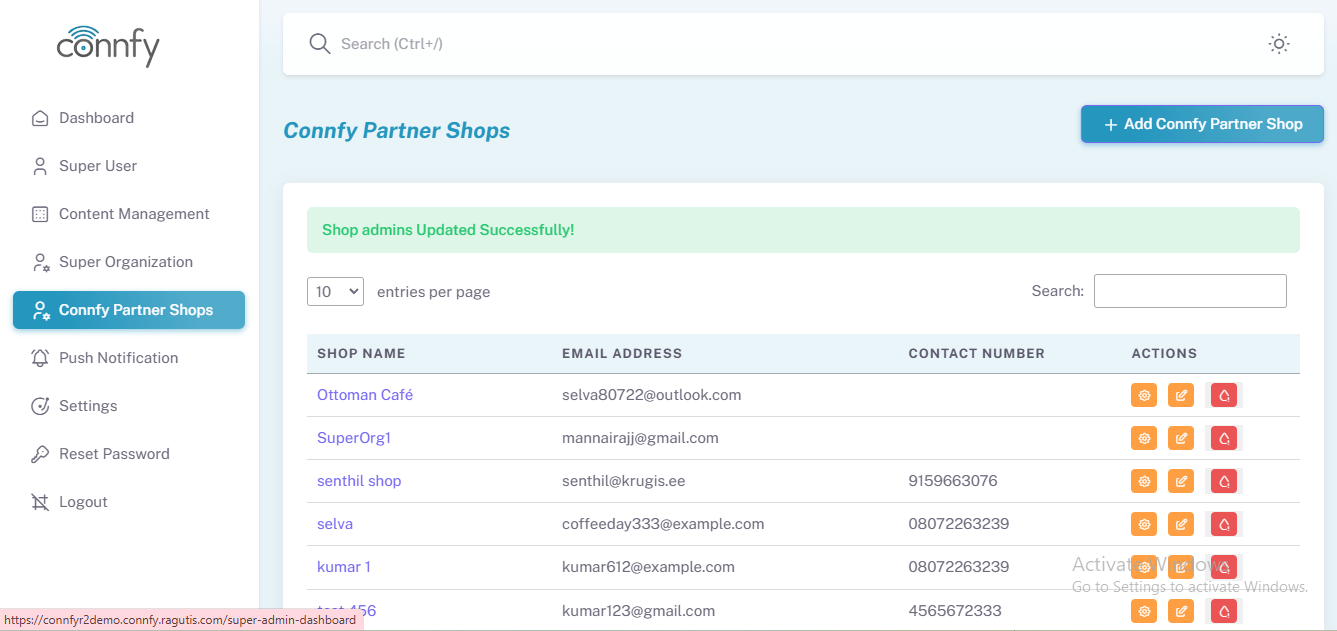 connfy
Search (Ctrl+/)
Dashboard
Super User
Content Management
Super Organization
Connfy Partner Shops
Push Notification
Settings
Reset Password
Logout
Connfy Partner Shops
+ Add Connfy Partner Shop
Shop admins Updated Successfully!
10 entries per page
Search:
SHOP NAME EMAIL ADDRESS CONTACT NUMBER ACTIONS
Ottoman Café selva80722@outlook.com
SuperOrg1 mannairajj@gmail.com
senthil shop senthil@krugis.ee 9159663076
selva coffeeday333@example.com 08072263239
kumar 1 kumar612@example.com 08072263239
test 456 kumar123@gmail.com 4565672333
Activate Windows
Go to Settings to activate Windows.
https://connfyr2demo.connfy.ragutis.com/super-admin-dashboard